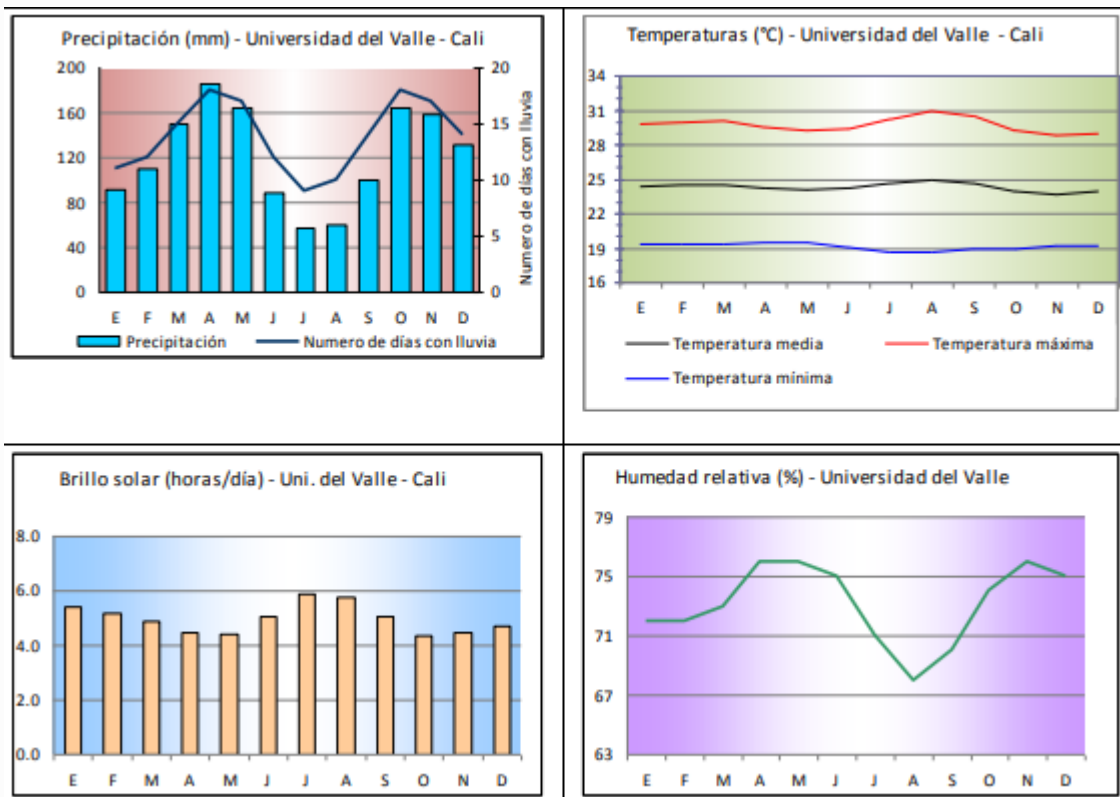 Precipitación (mm) - Universidad del Valle - Cali
200
160
120
80
40
0
20
15
10
5
0
Numero de días con lluvia
E F M A M J J A S O N D
Precipitación Numero de días con lluvia
Temperaturas (°C) - Universidad del Valle - Cali
34
31
28
25
22
19
16
E F M A M J J A S O N D
Temperatura media Temperatura máxima
Temperatura mínima
Brillo solar (horas/día) - Uni. del Valle - Cali
8.0
6.0
4.0
2.0
0.0
E F M A M J J A S O N D
Humedad relativa (%) - Universidad del Valle
79
75
71
67
63
E F M A M J J A S O N D